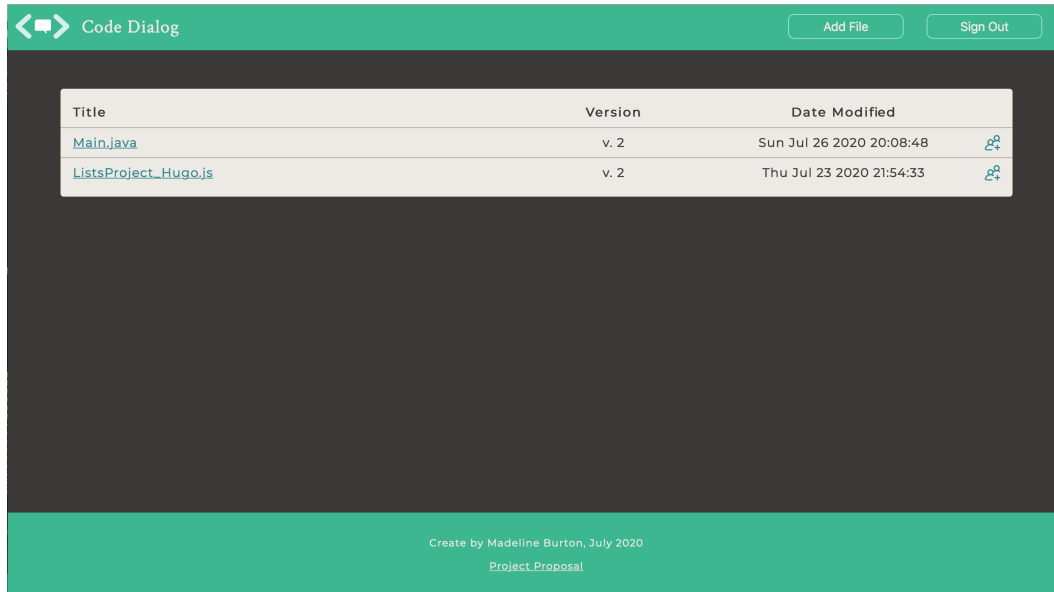 Code Dialog Add File Sign Out
Title Version Date Modified
Main.java v. 2 Sun Jul 26 2020 20:08:48
ListsProject_Hugo.js v. 2 Thu Jul 23 2020 21:54:33
Create by Madeline Burton, July 2020
Project Proposal